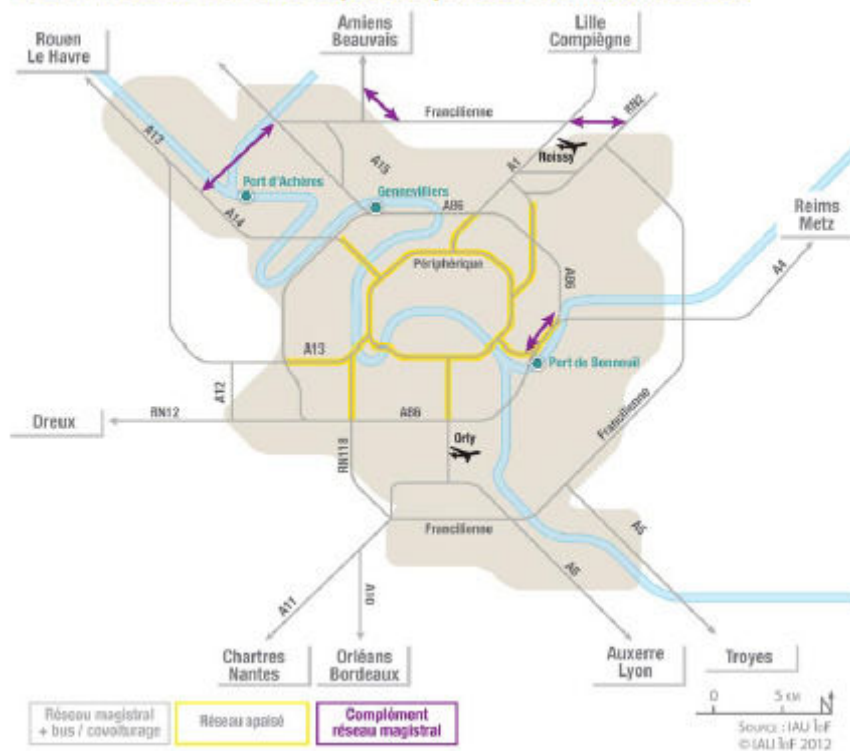 Rouen
Le Havre
Amiens
Beauvais
Lille
Compiègne
Francilienne
RN2
A13
A15
A1
Roissy
Port d'Achères
Gennevilliers
A86
A14
Reims
Metz
Périphérique
A86
A4
A13
Port de Bonneuil
A12
Dreux
RN12
A86
Francilienne
RN118
Orly
Francilienne
A5
A6
A11
A10
Chartres
Nantes
Orléans
Bordeaux
Auxerre
Lyon
Troyes
Réseau magistral
+ bus / covoiturage
Réseau apaisé
Complément
réseau magistral
0 5 KM
N
SOURCE : IAU îdF
© IAU îdF 2012